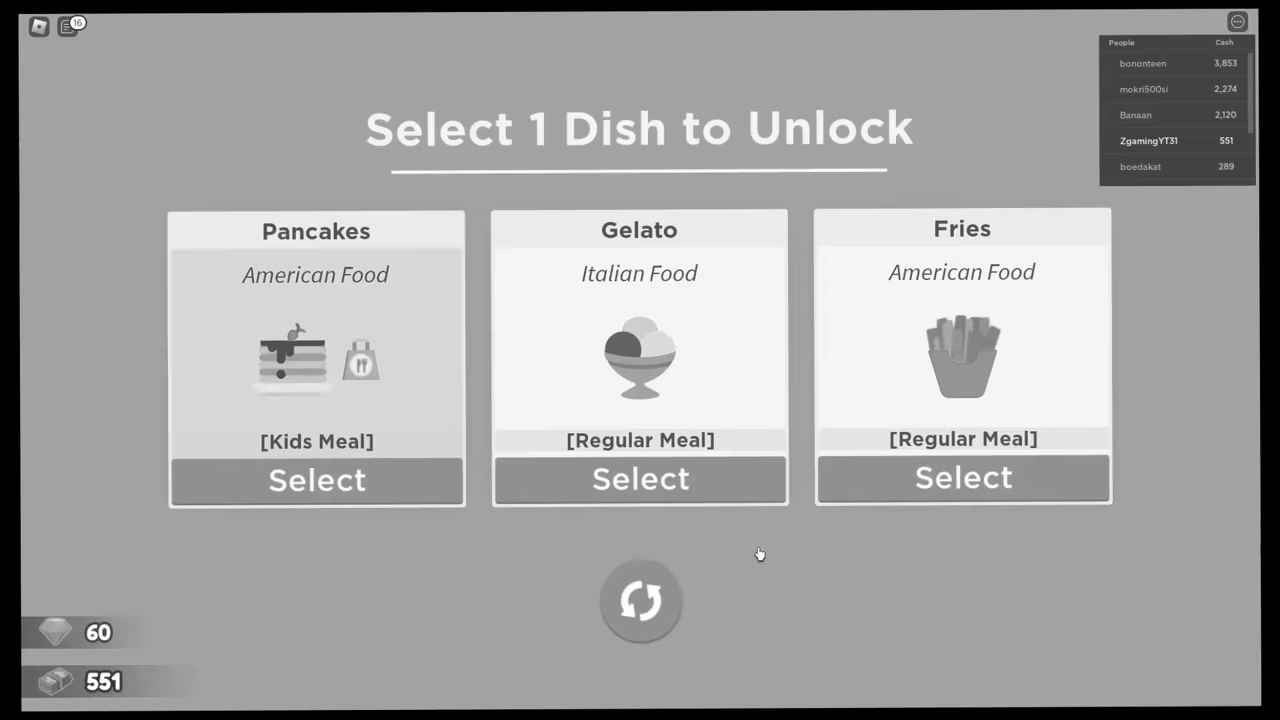 16
People Cash
bononteen 3,853
mokri500si 2,274
Banaan 2,120
ZgamingYT31 551
boedakat 289
Select 1 Dish to Unlock
Pancakes
American Food
[Kids Meal]
Select
Gelato
Italian Food
[Regular Meal]
Select
Fries
American Food
[Regular Meal]
Select
60
551